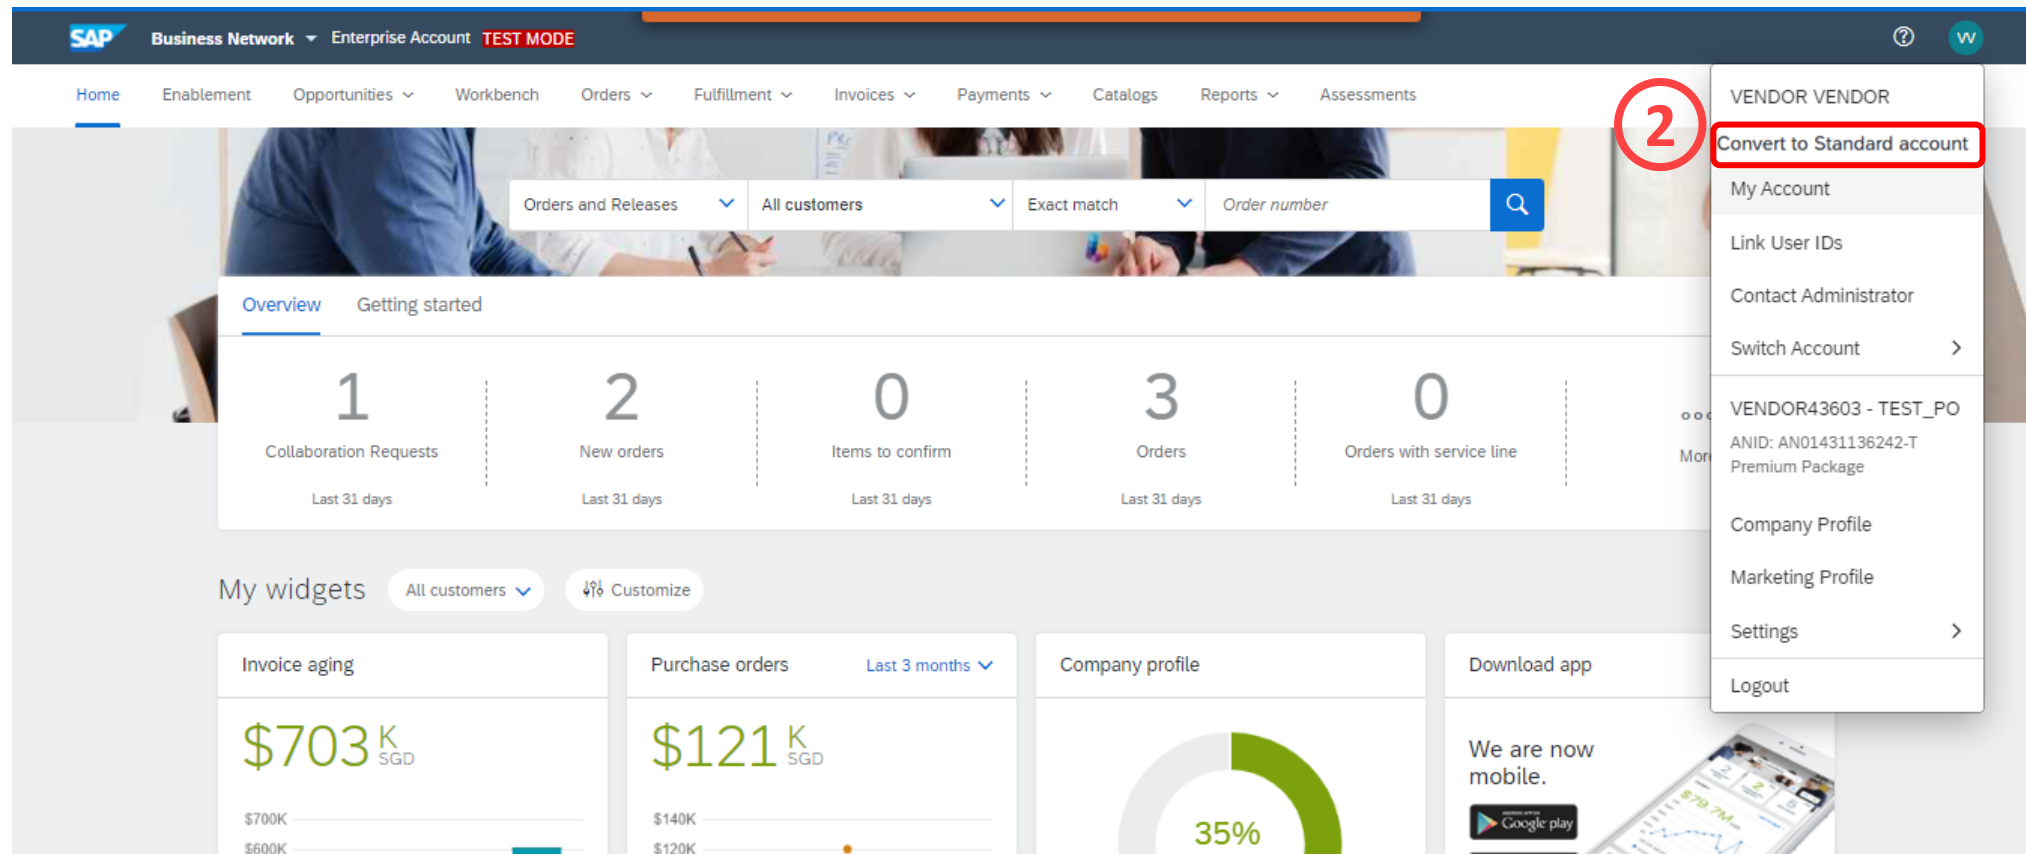 SAP Business Network Enterprise Account TEST MODE
VV
Home Enablement Opportunities Workbench Orders Fulfillment Invoices Payments Catalogs Reports Assessments
2
VENDOR VENDOR
Convert to Standard account
My Account
Link User IDs
Contact Administrator
Switch Account
VENDOR43603 - TEST_PO
ANID: AN01431136242-T
Premium Package
Company Profile
Marketing Profile
Settings
Logout
Orders and Releases All customers Exact match Order number
Overview Getting started
1 2 0 3 0
Collaboration Requests New orders Items to confirm Orders Orders with service line More
Last 31 days Last 31 days Last 31 days Last 31 days Last 31 days
My widgets All customers Customize
Invoice aging Purchase orders Last 3 months Company profile Download app
$703 K SGD $121 K SGD
We are now
mobile.
$700K $140K
$600K $120K
35%
Google play
$79.7M